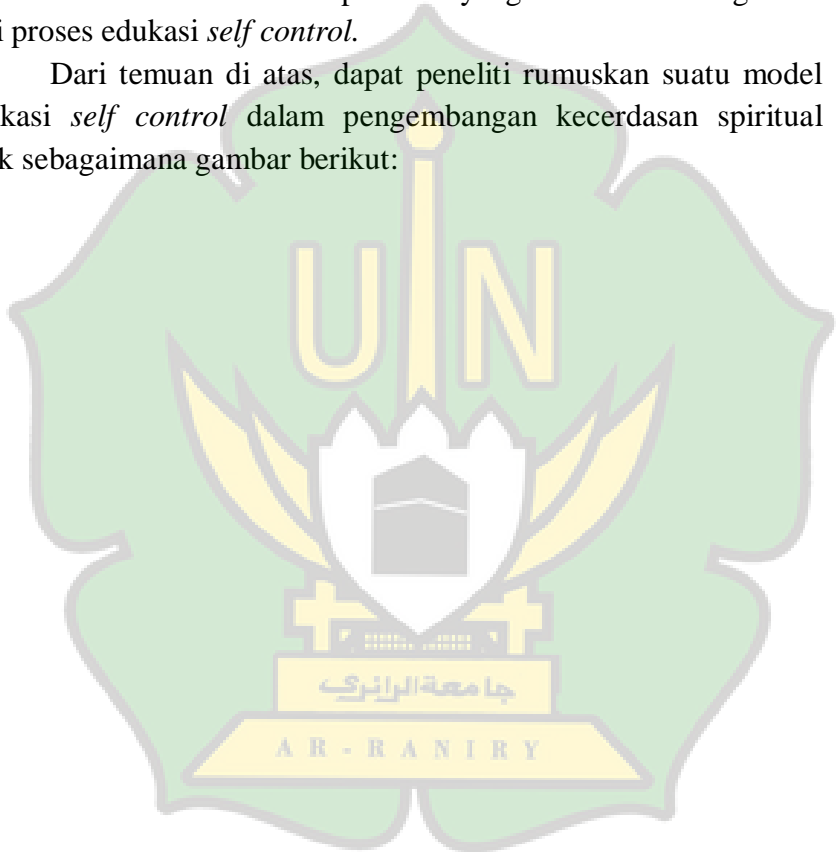 i proses edukasi self control.
Dari temuan di atas, dapat peneliti rumuskan suatu model
kasi self control dalam pengembangan kecerdasan spiritual
k sebagaimana gambar berikut:
UIN
جامعة الرانري
AR-RANIRY